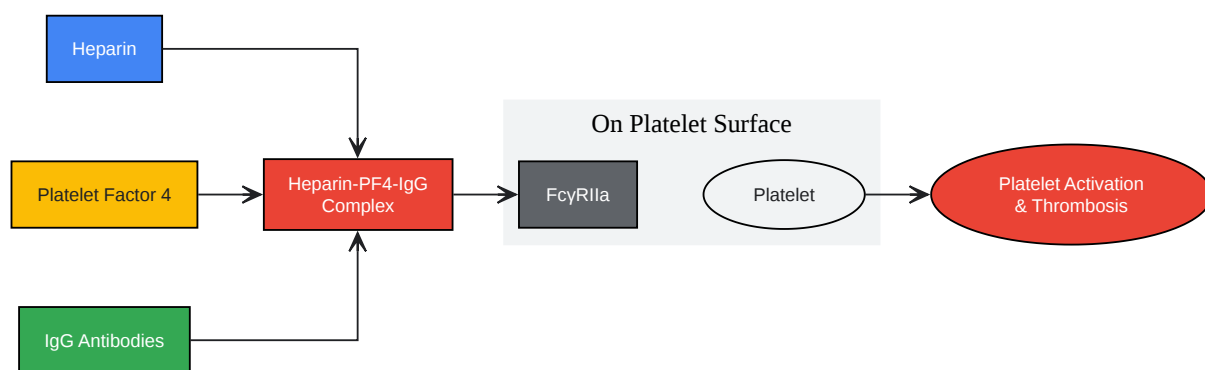 Heparin
On Platelet Surface
Platelet Factor 4
Heparin-PF4-IgG
Complex
FcγRIIa
Platelet
Platelet Activation
& Thrombosis
IgG Antibodies